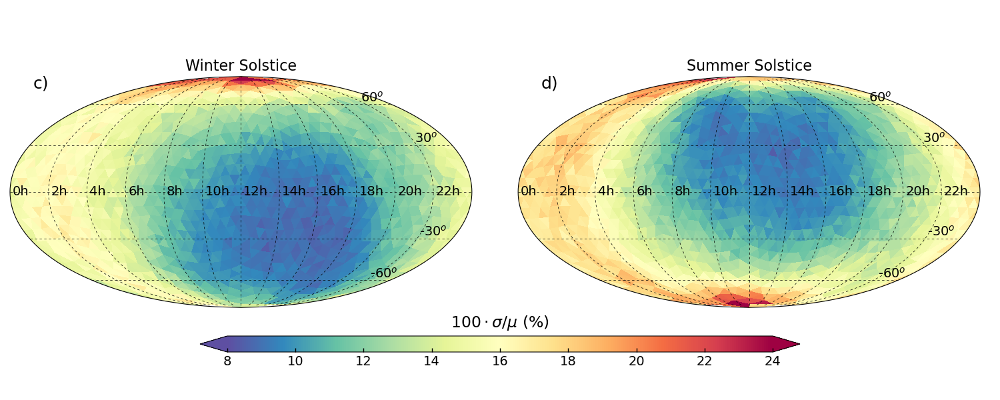 Winter Solstice
Summer Solstice
c)
d)
60°
60°
30°
30°
0h 2h 4h 6h 8h 10h 12h 14h 16h 18h 20h 22h
0h 2h 4h 6h 8h 10h 12h 14h 16h 18h 20h 22h
-30°
-30°
-60°
-60°
100 · σ/μ (%)
8 10 12 14 16 18 20 22 24